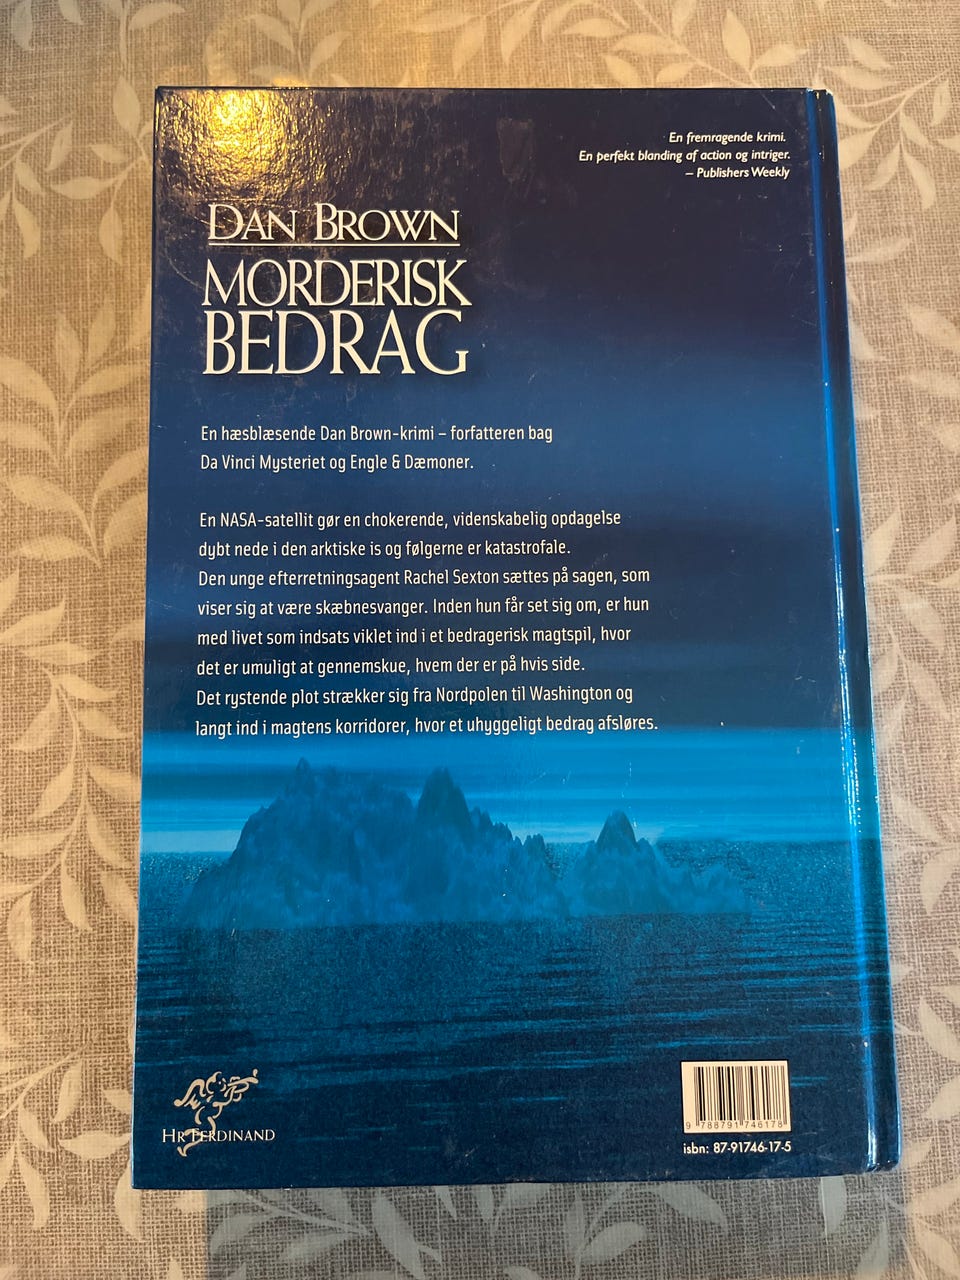 En fremragende krimi.
En perfekt blanding af action og intriger.
– Publishers Weekly
DAN BROWN
MORDERISK
BEDRAG
En hæsblæsende Dan Brown-krimi – forfatteren bag
Da Vinci Mysteriet og Engle & Dæmoner.
En NASA-satellit gør en chokerende, videnskabelig opdagelse
dybt nede i den arktiske is og følgerne er katastrofale.
Den unge efterretningsagent Rachel Sexton sættes på sagen, som
viser sig at være skæbnesvanger. Inden hun får set sig om, er hun
med livet som indsats viklet ind i et bedragerisk magtspil, hvor
det er umuligt at gennemskue, hvem der er på hvis side.
Det rystende plot strækker sig fra Nordpolen til Washington og
langt ind i magtens korridorer, hvor et uhyggeligt bedrag afsløres.
HR FERDINAND
9 788791 746178
isbn: 87-91746-17-5